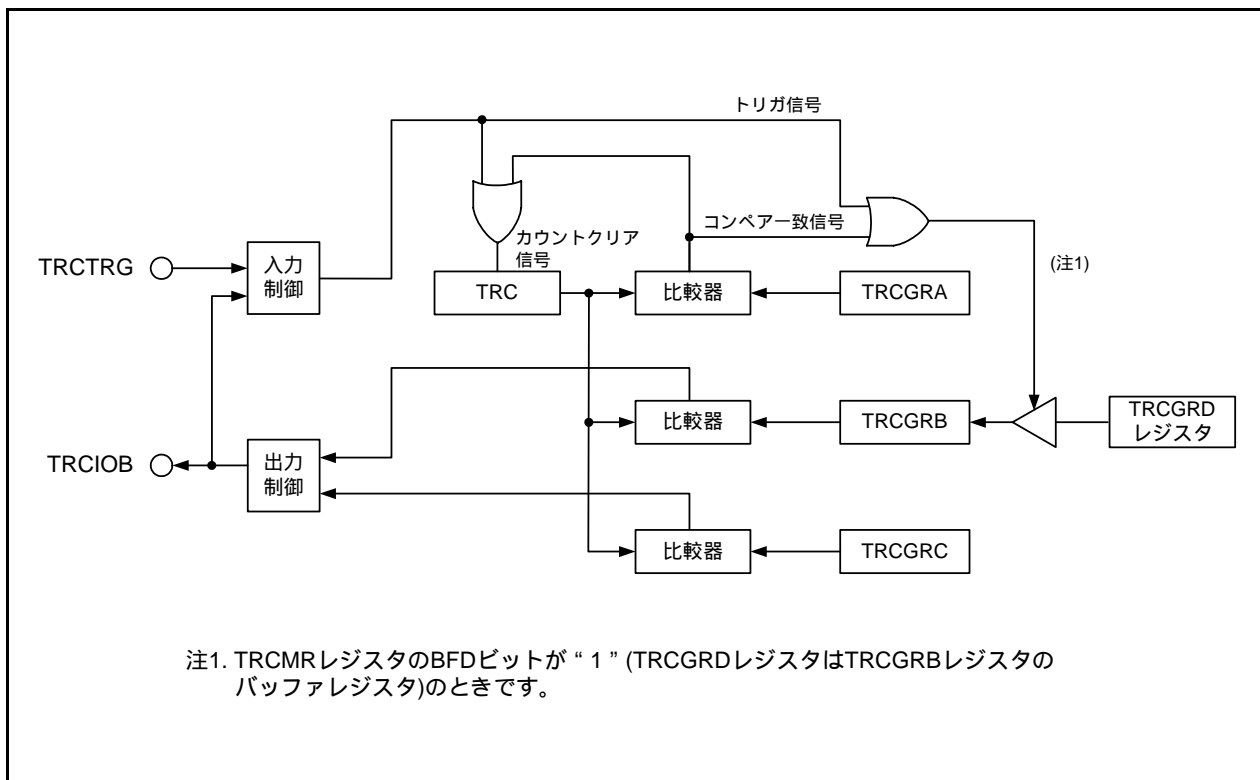 トリガ信号
コンペア一致信号
カウントクリア
信号
(注1)
TRCTRG
入力
制御
TRC
比較器
TRCGRA
比較器
TRCGRB
TRCGRD
レジスタ
TRCIOB
出力
制御
比較器
TRCGRC
注1. TRCMRレジスタのBFDビットが “ 1 ” (TRCGRDレジスタはTRCGRBレジスタの
バッファレジスタ)のときです。